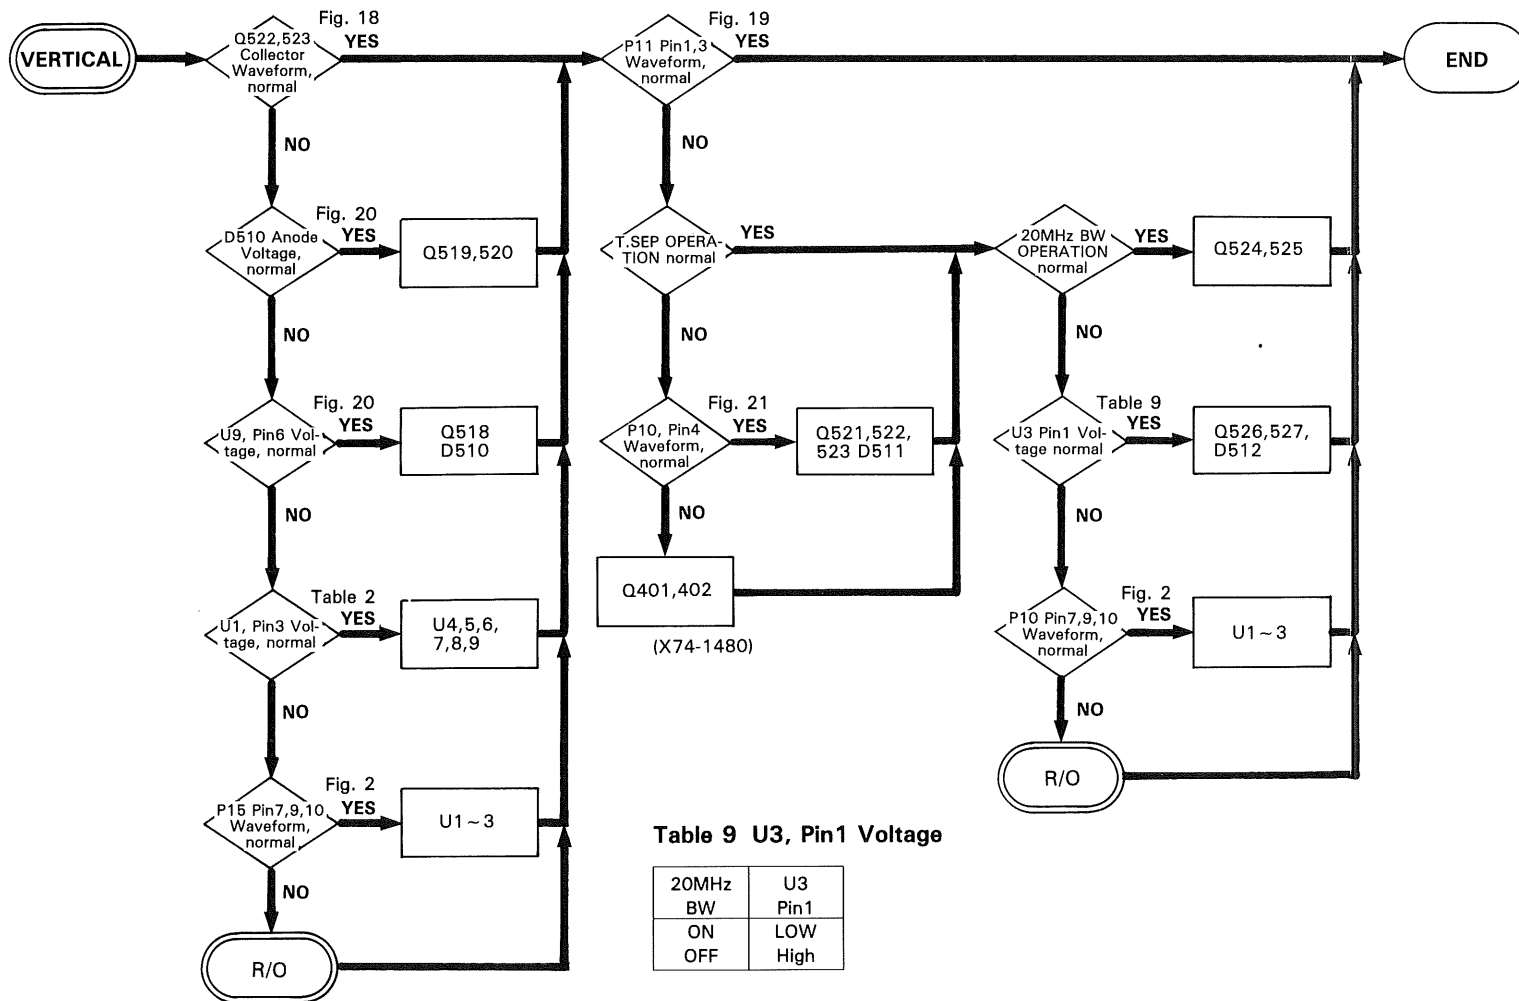 VERTICAL
Q522,523
Collector
Waveform,
normal
Fig. 18
YES
NO
D510 Anode
Voltage,
normal
Fig. 20
YES
Q519,520
NO
U9, Pin6 Vol-
tage, normal
Fig. 20
YES
Q518
D510
NO
U1, Pin3 Vol-
tage, normal
Table 2
YES
U4,5,6,
7,8,9
NO
P15 Pin7,9,10
Waveform,
normal
Fig. 2
YES
U1~3
NO
R/O
P11 Pin1,3
Waveform,
normal
Fig. 19
YES
NO
T.SEP OPERA-
TION normal
YES
NO
P10, Pin4
Waveform,
normal
Fig. 21
YES
Q521,522,
523 D511
NO
Q401,402
(X74-1480)
20MHz BW
OPERATION
normal
YES
Q524,525
NO
U3 Pin1 Vol-
tage normal
Table 9
YES
Q526,527,
D512
NO
P10 Pin7,9,10
Waveform,
normal
Fig. 2
YES
U1~3
NO
R/O
END
Table 9 U3, Pin1 Voltage
20MHz U3
BW Pin1
ON LOW
OFF High